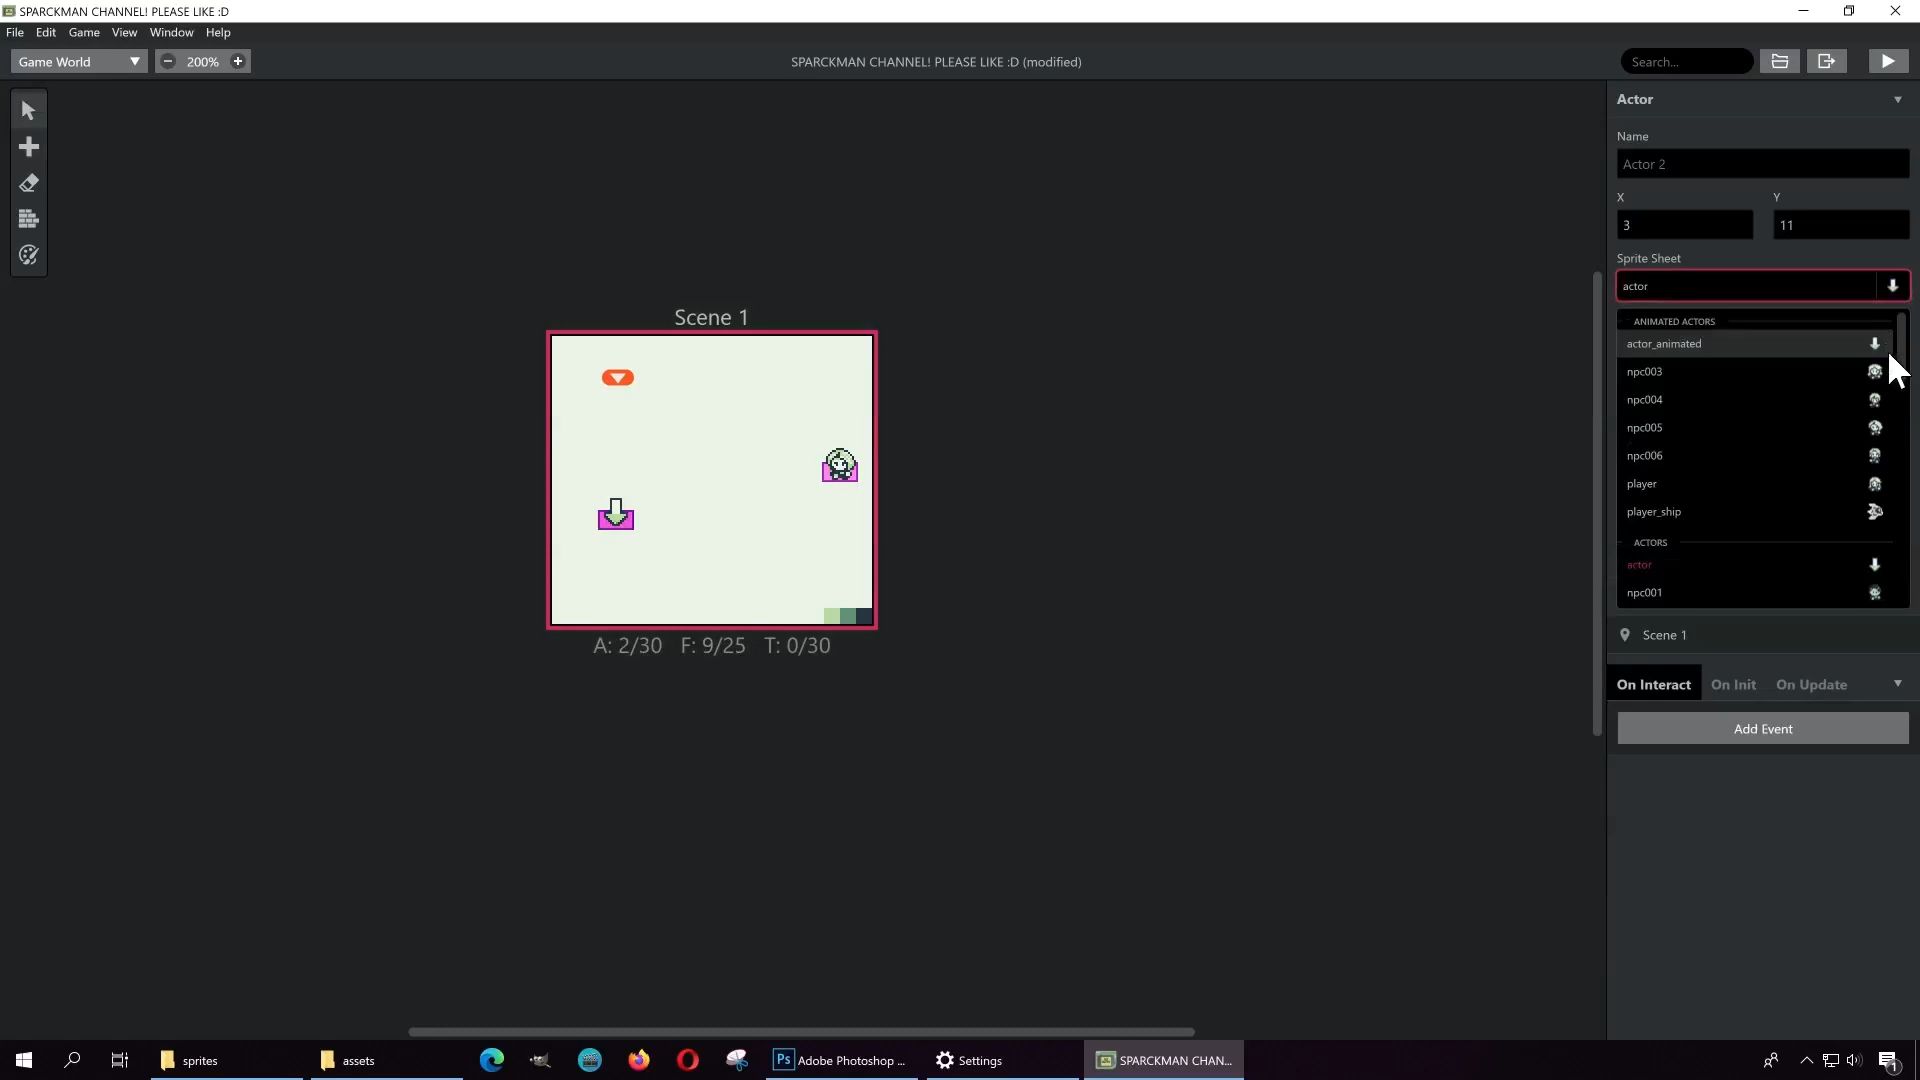 SPARCKMAN CHANNEL! PLEASE LIKE :D
File Edit Game View Window Help
Game World 200% SPARCKMAN CHANNEL! PLEASE LIKE :D (modified) Search...
Actor
Name
Actor 2
X Y
3 11
Sprite Sheet
actor
ANIMATED ACTORS
actor_animated
npc003
npc004
npc005
npc006
player
player_ship
ACTORS
actor
npc001
Scene 1
A: 2/30 F: 9/25 T: 0/30
Scene 1
On Interact On Init On Update
Add Event
sprites assets Ps Adobe Photoshop ... Settings SPARCKMAN CHAN... 1